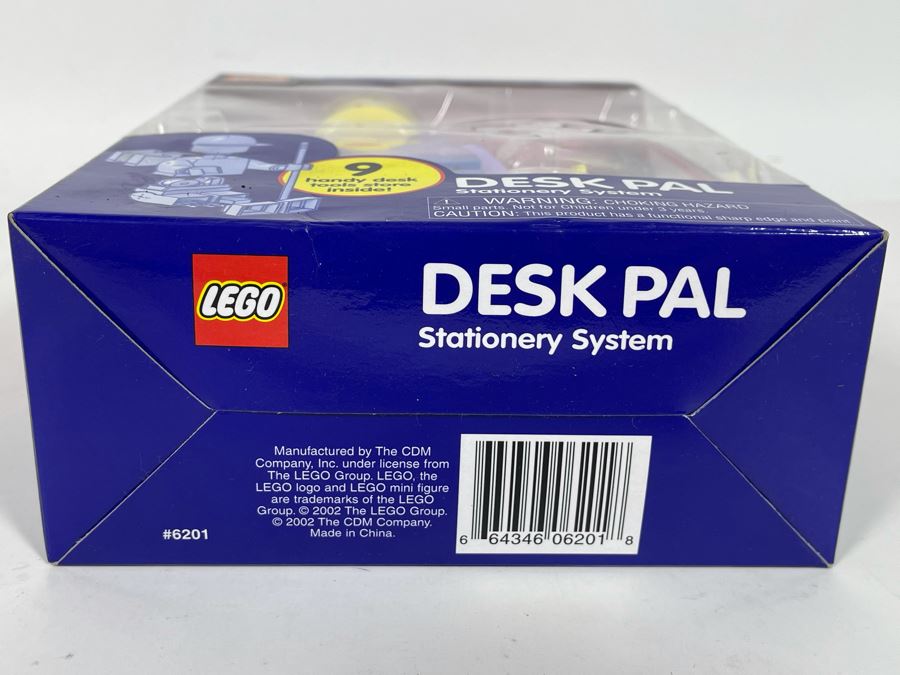 9
handy desk
tools store
inside!
DESK PAL
Stationery System
WARNING: CHOKING HAZARD
Small parts. Not for Children under 3 years.
CAUTION: This product has a functional sharp edge and point
LEGO®
DESK PAL
Stationery System
Manufactured by The CDM
Company, Inc. under license from
The LEGO Group. LEGO, the
LEGO logo and LEGO mini figure
are trademarks of the LEGO
Group. © 2002 The LEGO Group.
© 2002 The CDM Company.
Made in China.
#6201
6 64346 06201 8